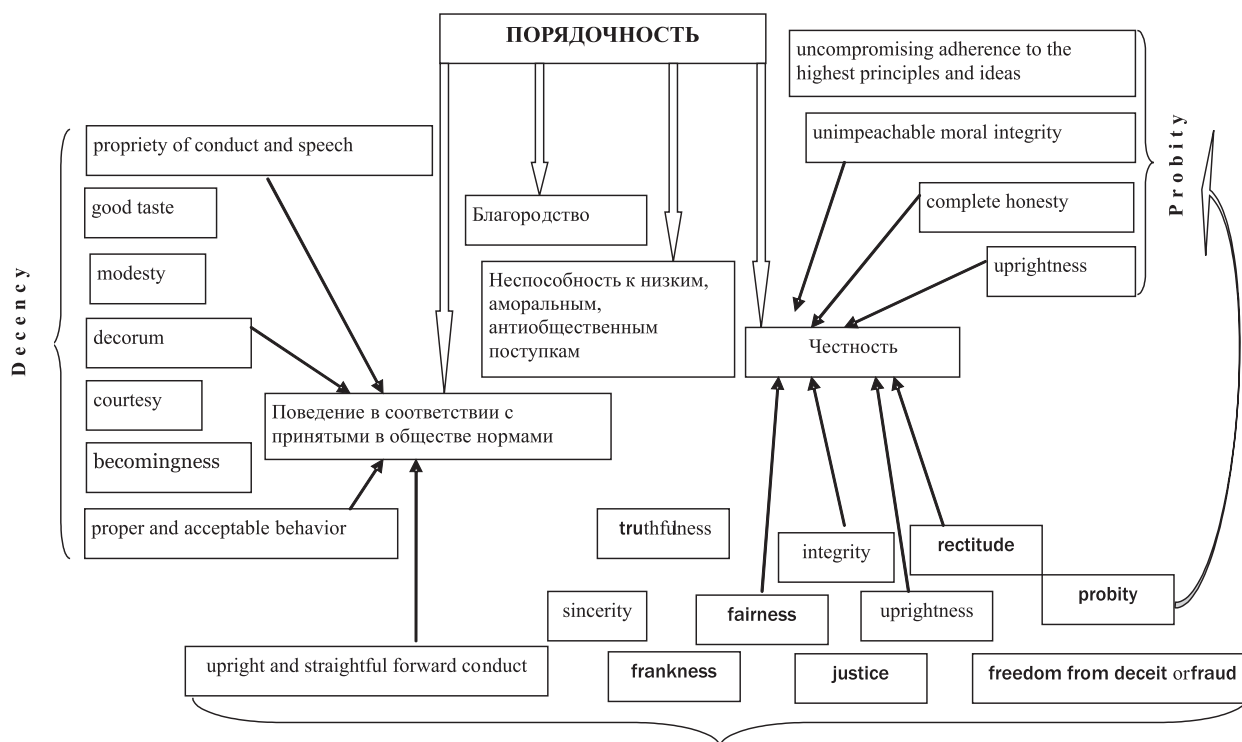 ПОРЯДОЧНОСТЬ
uncompromising adherence to the
highest principles and ideas
unimpeachable moral integrity
complete honesty
uprightness
Probity
Decency
propriety of conduct and speech
good taste
modesty
decorum
courtesy
becomingness
proper and acceptable behavior
Благородство
Неспособность к низким,
аморальным,
антиобщественным
поступкам
Честность
Поведение в соответствии с
принятыми в обществе нормами
truthfulness
integrity
rectitude
probity
sincerity
fairness
uprightness
upright and straightful forward conduct
frankness
justice
freedom from deceit orfraud